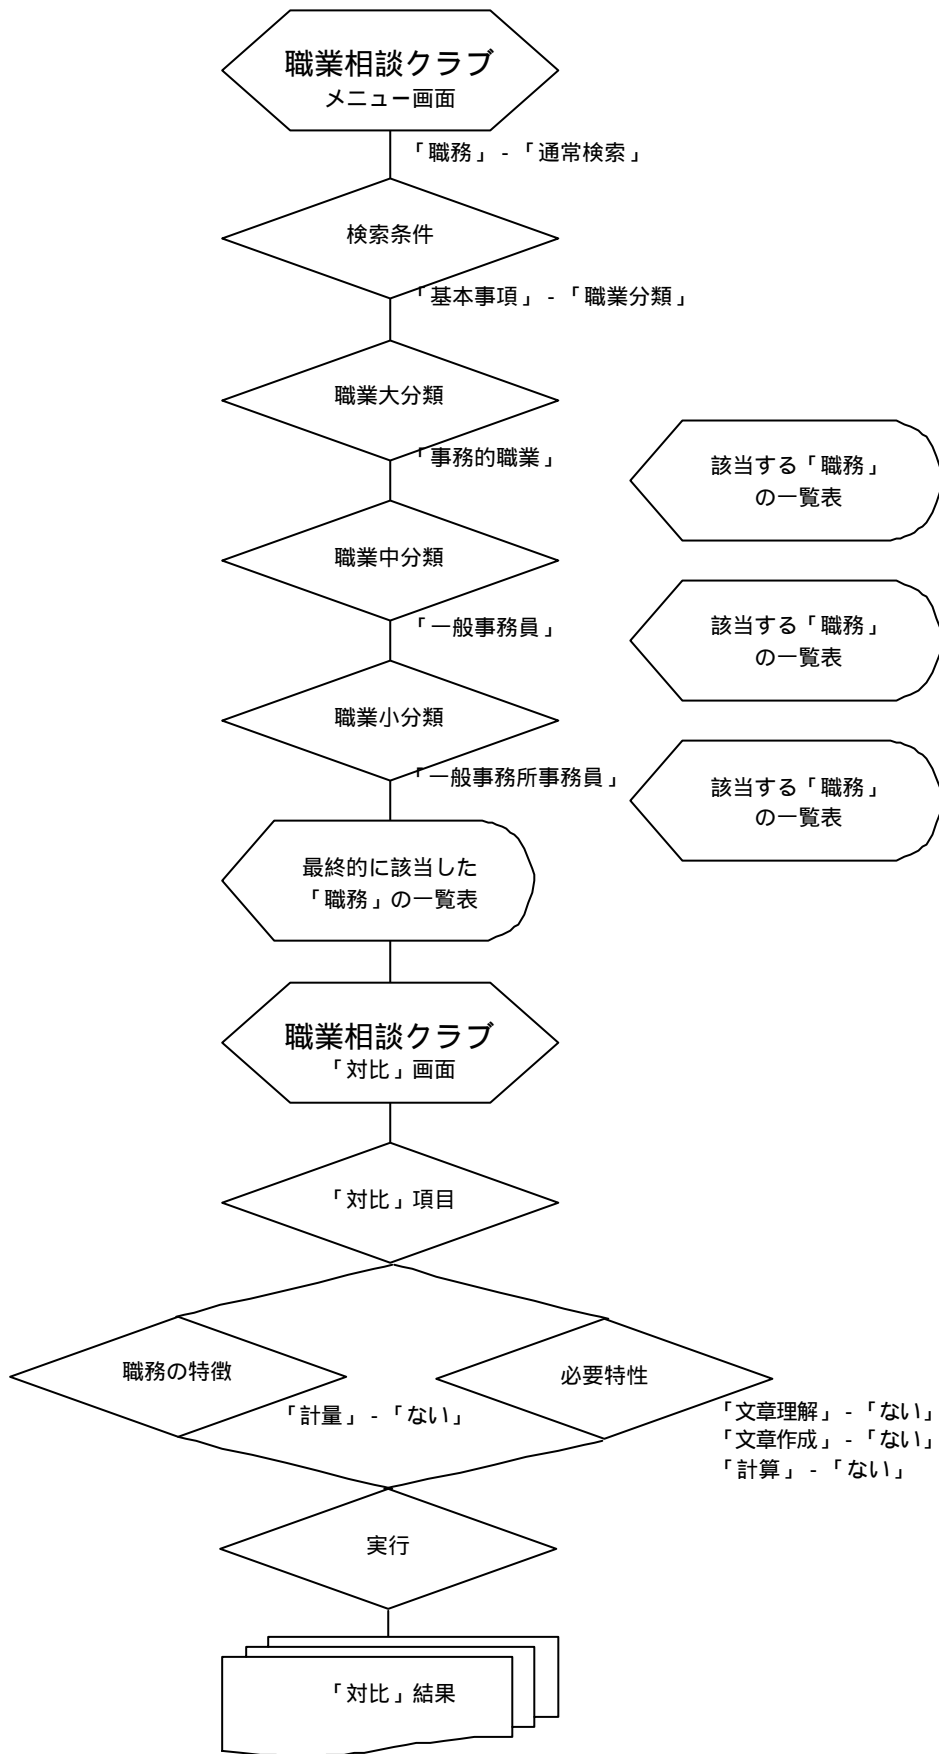 職業相談クラブ
メニュー画面
「職務」-「通常検索」
検索条件
「基本事項」-「職業分類」
職業大分類
「事務的職業」
該当する「職務」
の一覧表
職業中分類
「一般事務員」
該当する「職務」
の一覧表
職業小分類
「一般事務所事務員」
該当する「職務」
の一覧表
最終的に該当した
「職務」の一覧表
職業相談クラブ
「対比」画面
「対比」項目
職務の特徴
必要特性
「計量」-「ない」
「文章理解」-「ない」
「文章作成」-「ない」
「計算」-「ない」
実行
「対比」結果